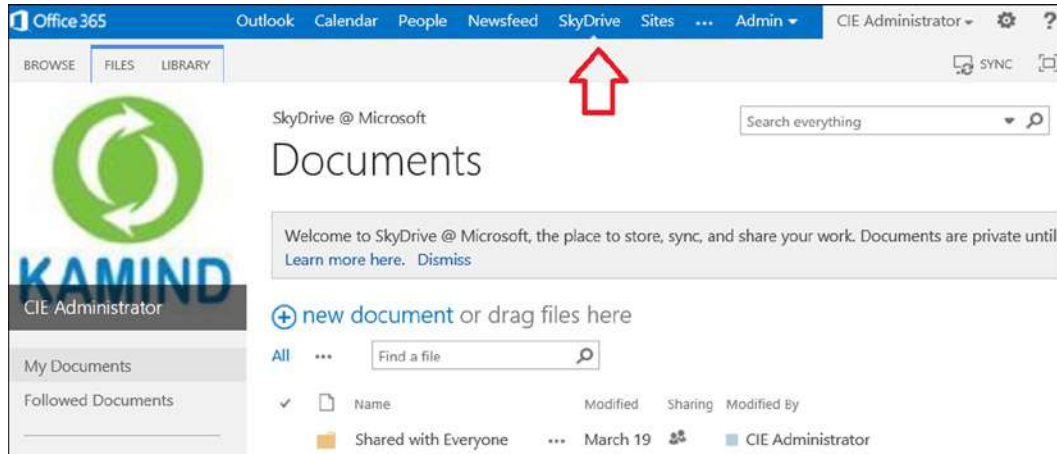 Office 365 Outlook Calendar People Newsfeed SkyDrive Sites ... Admin CIE Administrator ?
BROWSE FILES LIBRARY SYNC
SkyDrive @ Microsoft
Search everything
Documents
Welcome to SkyDrive @ Microsoft, the place to store, sync, and share your work. Documents are private until
Learn more here. Dismiss
KAMIND
CIE Administrator
new document or drag files here
All ... Find a file
My Documents
Followed Documents
Name Modified Sharing Modified By
Shared with Everyone ... March 19 CIE Administrator